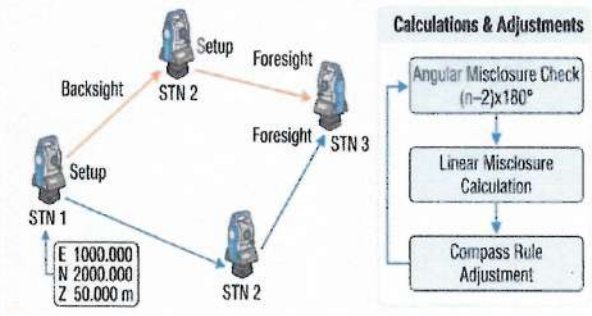 Setup
Foresight
Backsight
STN 2
Foresight
STN 3
Setup
STN 1
E 1000.000
N 2000.000
Z 50.000 m
STN 2
Calculations & Adjustments
Angular Misclosure Check
(n–2)x180°
Linear Misclosure
Calculation
Compass Rule
Adjustment